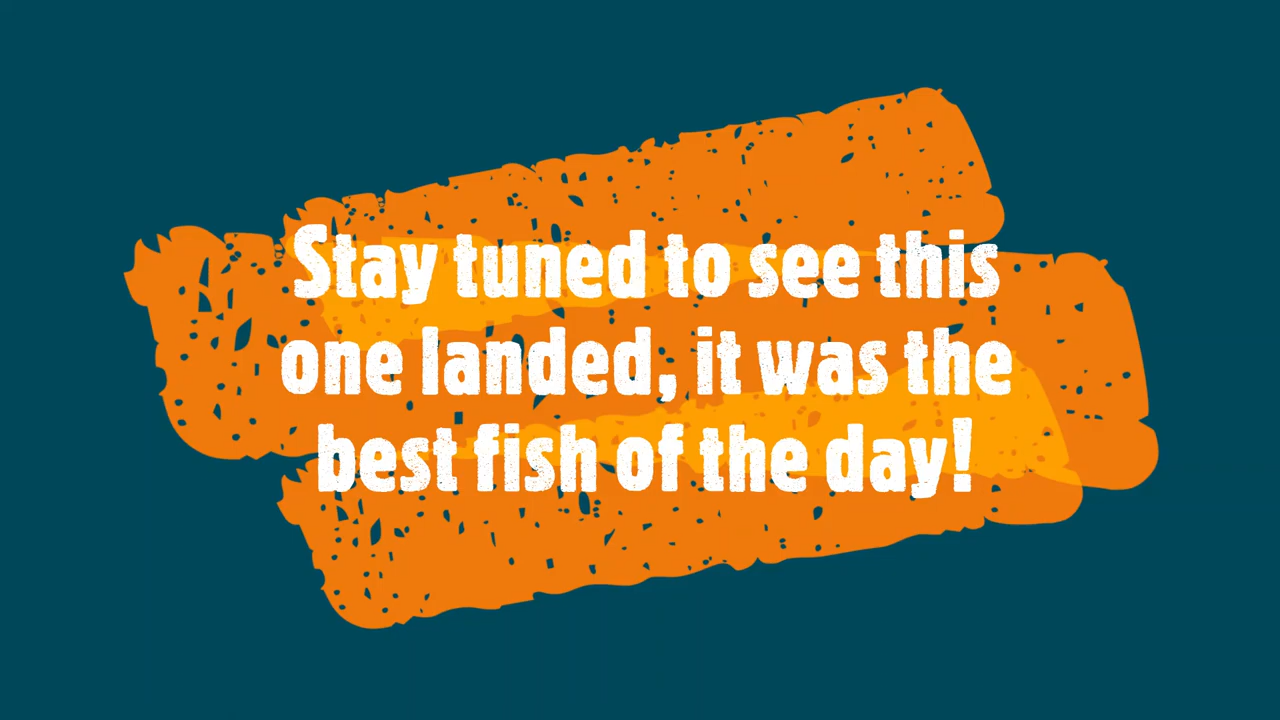 Stay tuned to see this
one landed, it was the
best fish of the day!